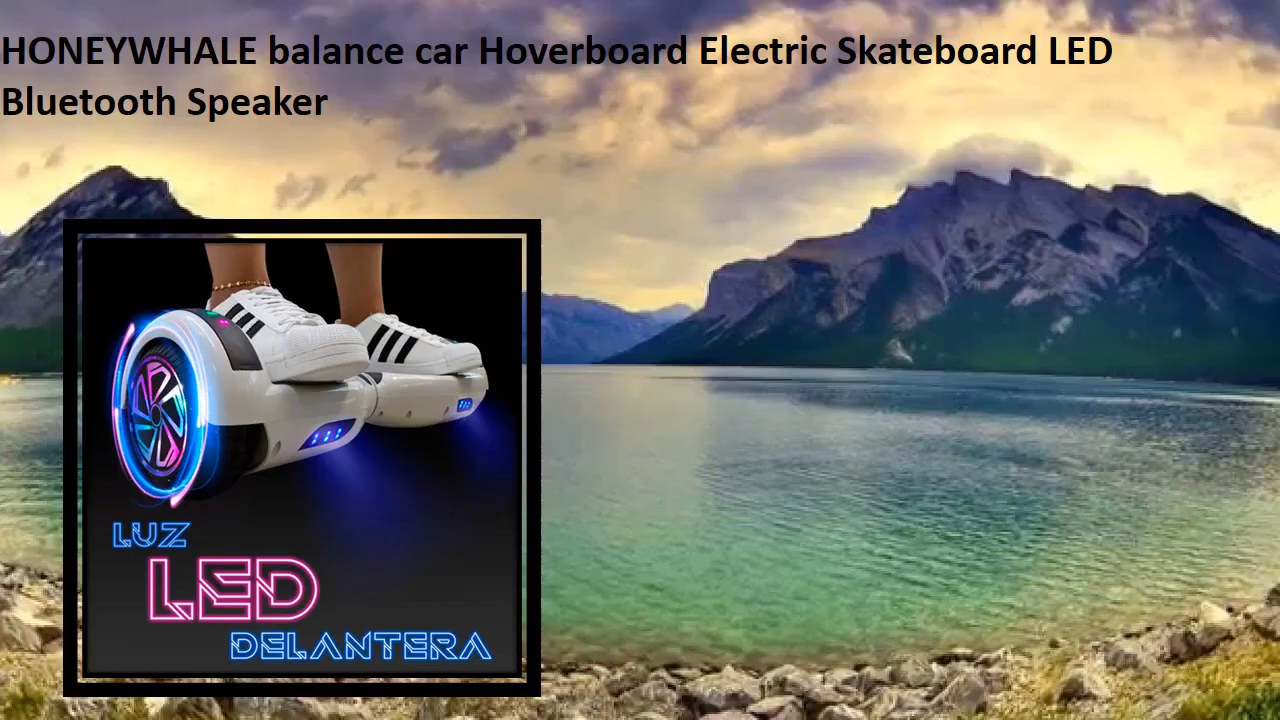 HONEYWHALE balance car Hoverboard Electric Skateboard LED
Bluetooth Speaker
LUZ
LED
DELANTERA